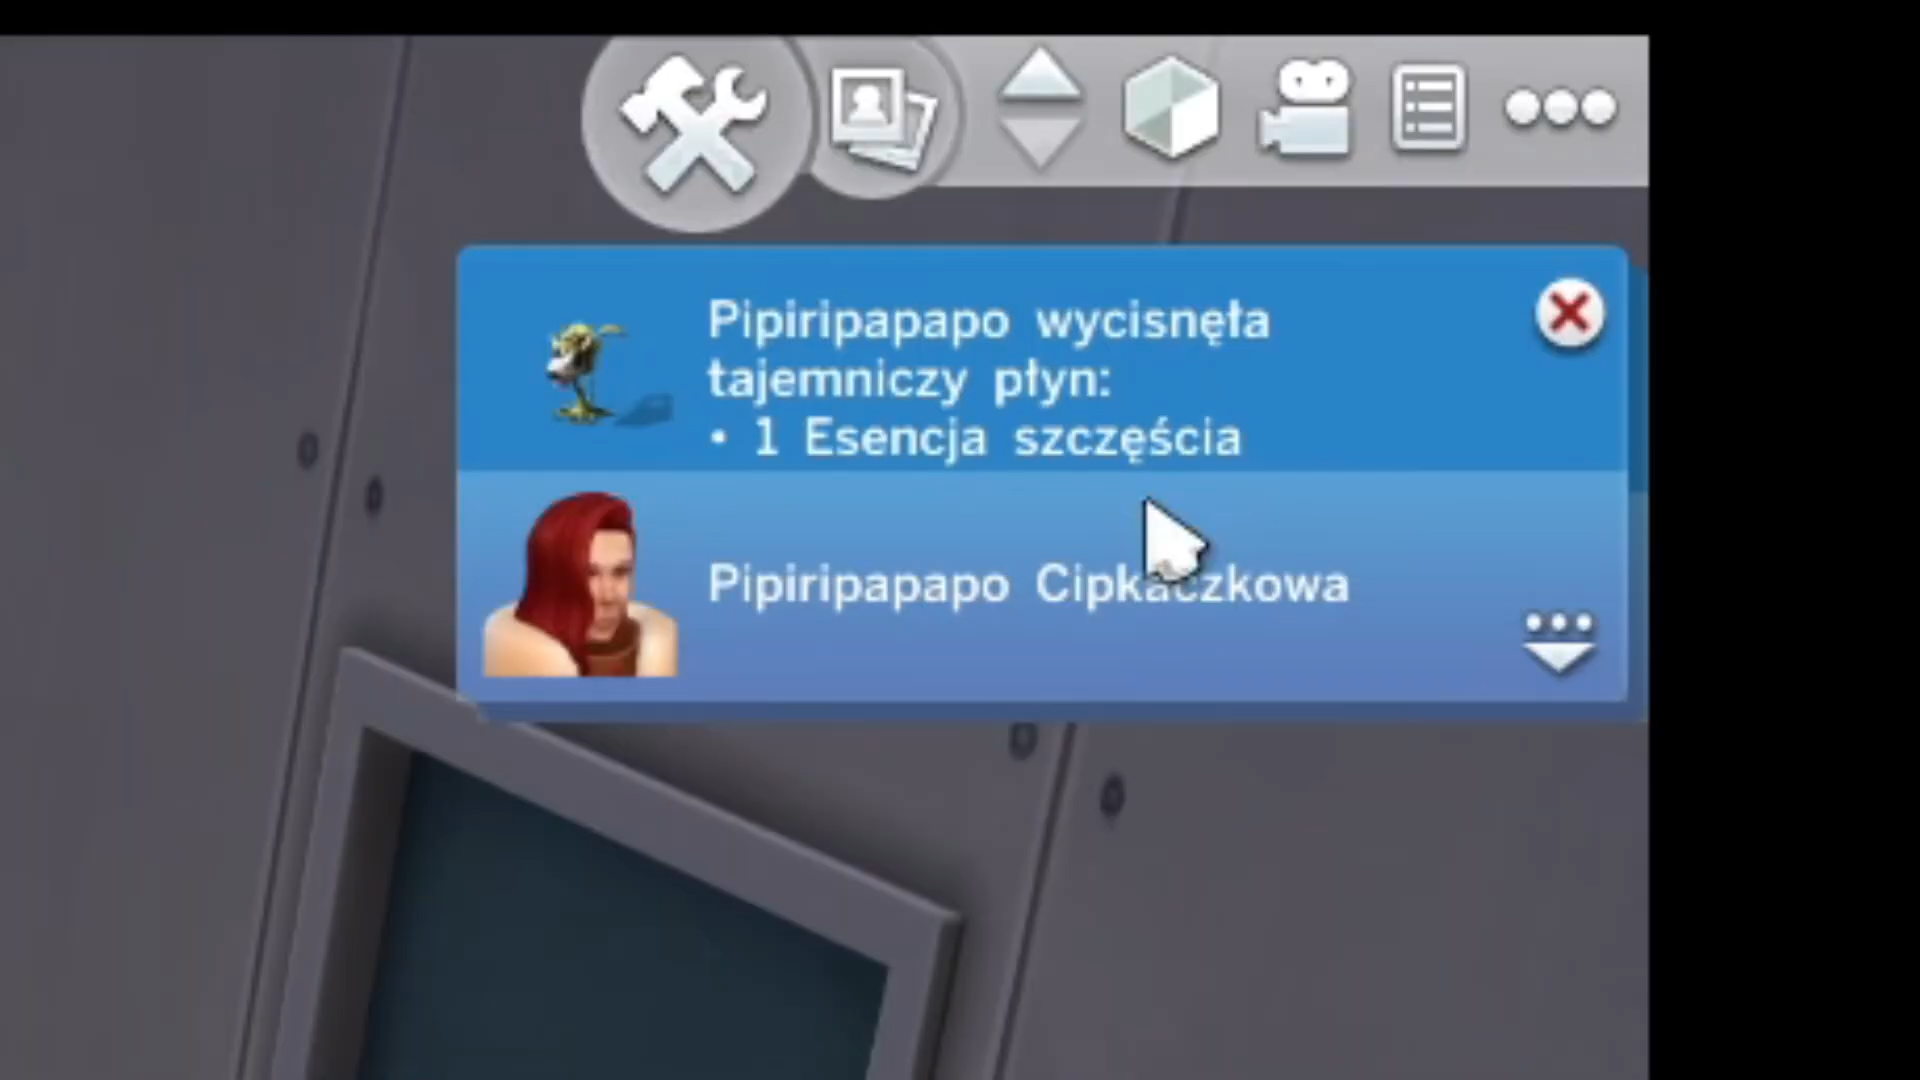 Pipiripapapo wycisnęła
tajemniczy płyn:
• 1 Esencja szczęścia
Pipiripapapo Cipkaczkowa